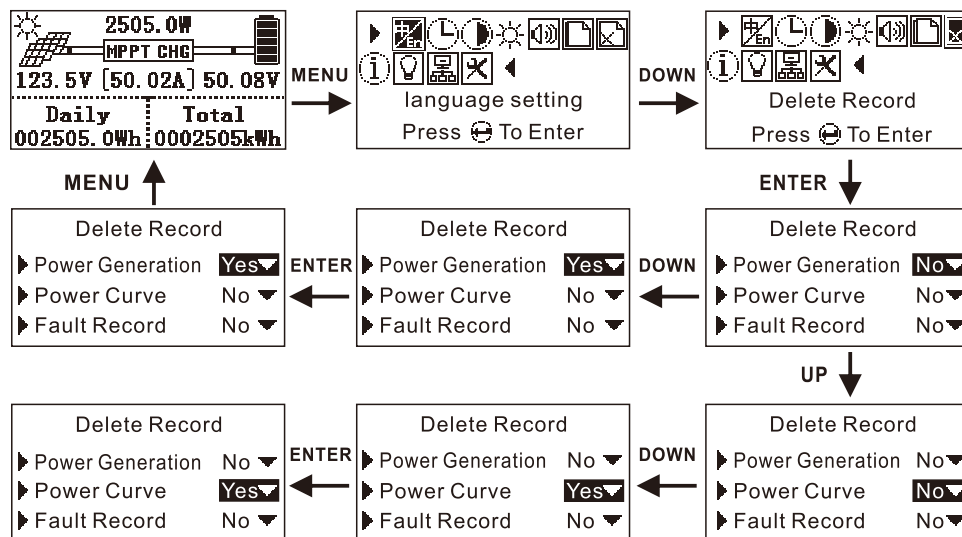 2505.0W
MPPT CHG
123.5V [50.02A] 50.08V
Daily Total
002505.0Wh 0002505kWh
MENU
中/En
i
language setting
Press To Enter
DOWN
中/En
i
Delete Record
Press To Enter
MENU
ENTER
Delete Record
Power Generation Yes
Power Curve No
Fault Record No
ENTER
Delete Record
Power Generation Yes
Power Curve No
Fault Record No
DOWN
Delete Record
Power Generation No
Power Curve No
Fault Record No
UP
Delete Record
Power Generation No
Power Curve Yes
Fault Record No
ENTER
Delete Record
Power Generation No
Power Curve Yes
Fault Record No
DOWN
Delete Record
Power Generation No
Power Curve No
Fault Record No